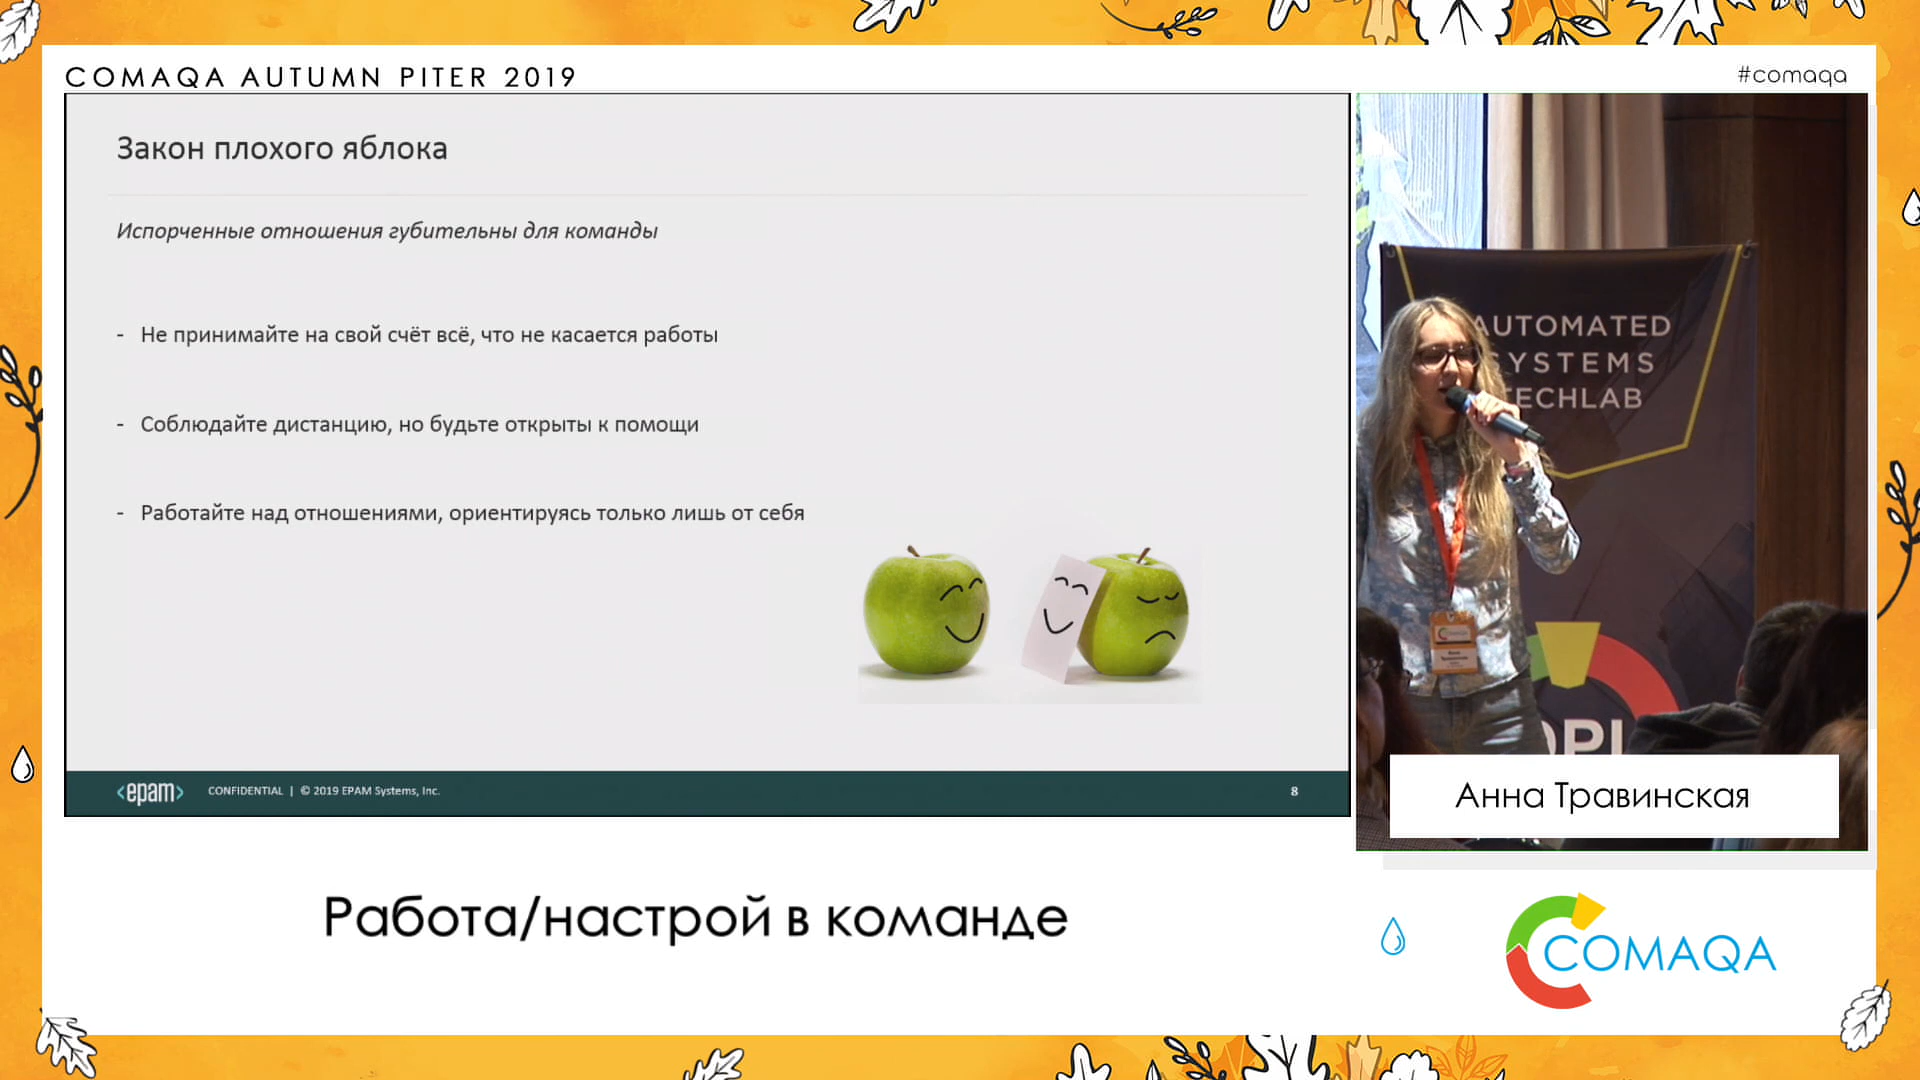 COMAQA AUTUMN PITER 2019
#comaqa
Закон плохого яблока
Испорченные отношения губительны для команды
- Не принимайте на свой счёт всё, что не касается работы
- Соблюдайте дистанцию, но будьте открыты к помощи
- Работайте над отношениями, ориентируясь только лишь от себя
<epam> CONFIDENTIAL | © 2019 EPAM Systems, Inc. 8
AUTOMATED
SYSTEMS
TECHLAB
Анна Травинская
Работа/настрой в команде
COMAQA